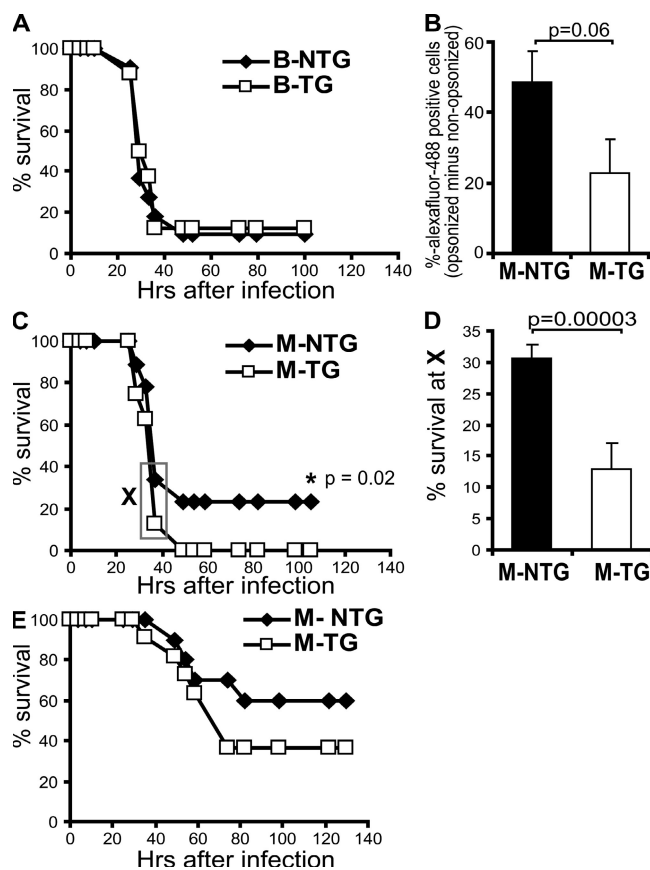 A
100
80
60
40
20
0
% survival
B-NTG
B-TG
0 20 40 60 80 100 120 140
Hrs after infection
B
p=0.06
60
40
20
0
%-alexafluor-488 positive cells
(opsonized minus non-opsonized)
M-NTG M-TG
C
100
80
60
40
20
0
% survival
M-NTG
M-TG
X
* p = 0.02
0 20 40 60 80 100 120 140
Hrs after infection
D
p=0.00003
35
30
25
20
15
10
5
0
% survival at X
M-NTG M-TG
E
100
80
60
40
20
0
% survival
M- NTG
M-TG
0 20 40 60 80 100 120 140
Hrs after infection